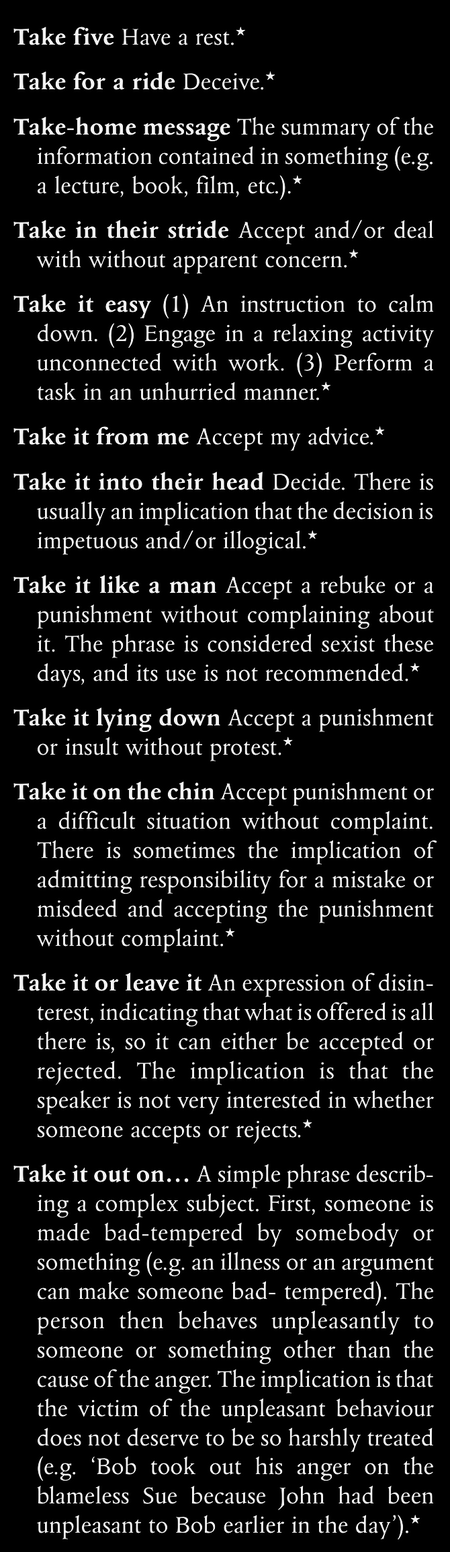 Take five Have a rest.★
Take for a ride Deceive.★
Take-home message The summary of the
information contained in something (e.g.
a lecture, book, film, etc.).★
Take in their stride Accept and/or deal
with without apparent concern.★
Take it easy (1) An instruction to calm
down. (2) Engage in a relaxing activity
unconnected with work. (3) Perform a
task in an unhurried manner.★
Take it from me Accept my advice.★
Take it into their head Decide. There is
usually an implication that the decision is
impetuous and/or illogical.★
Take it like a man Accept a rebuke or a
punishment without complaining about
it. The phrase is considered sexist these
days, and its use is not recommended.★
Take it lying down Accept a punishment
or insult without protest.★
Take it on the chin Accept punishment or
a difficult situation without complaint.
There is sometimes the implication of
admitting responsibility for a mistake or
misdeed and accepting the punishment
without complaint.★
Take it or leave it An expression of disin-
terest, indicating that what is offered is all
there is, so it can either be accepted or
rejected. The implication is that the
speaker is not very interested in whether
someone accepts or rejects.★
Take it out on... A simple phrase describ-
ing a complex subject. First, someone is
made bad-tempered by somebody or
something (e.g. an illness or an argument
can make someone bad- tempered). The
person then behaves unpleasantly to
someone or something other than the
cause of the anger. The implication is that
the victim of the unpleasant behaviour
does not deserve to be so harshly treated
(e.g. ‘Bob took out his anger on the
blameless Sue because John had been
unpleasant to Bob earlier in the day’).★